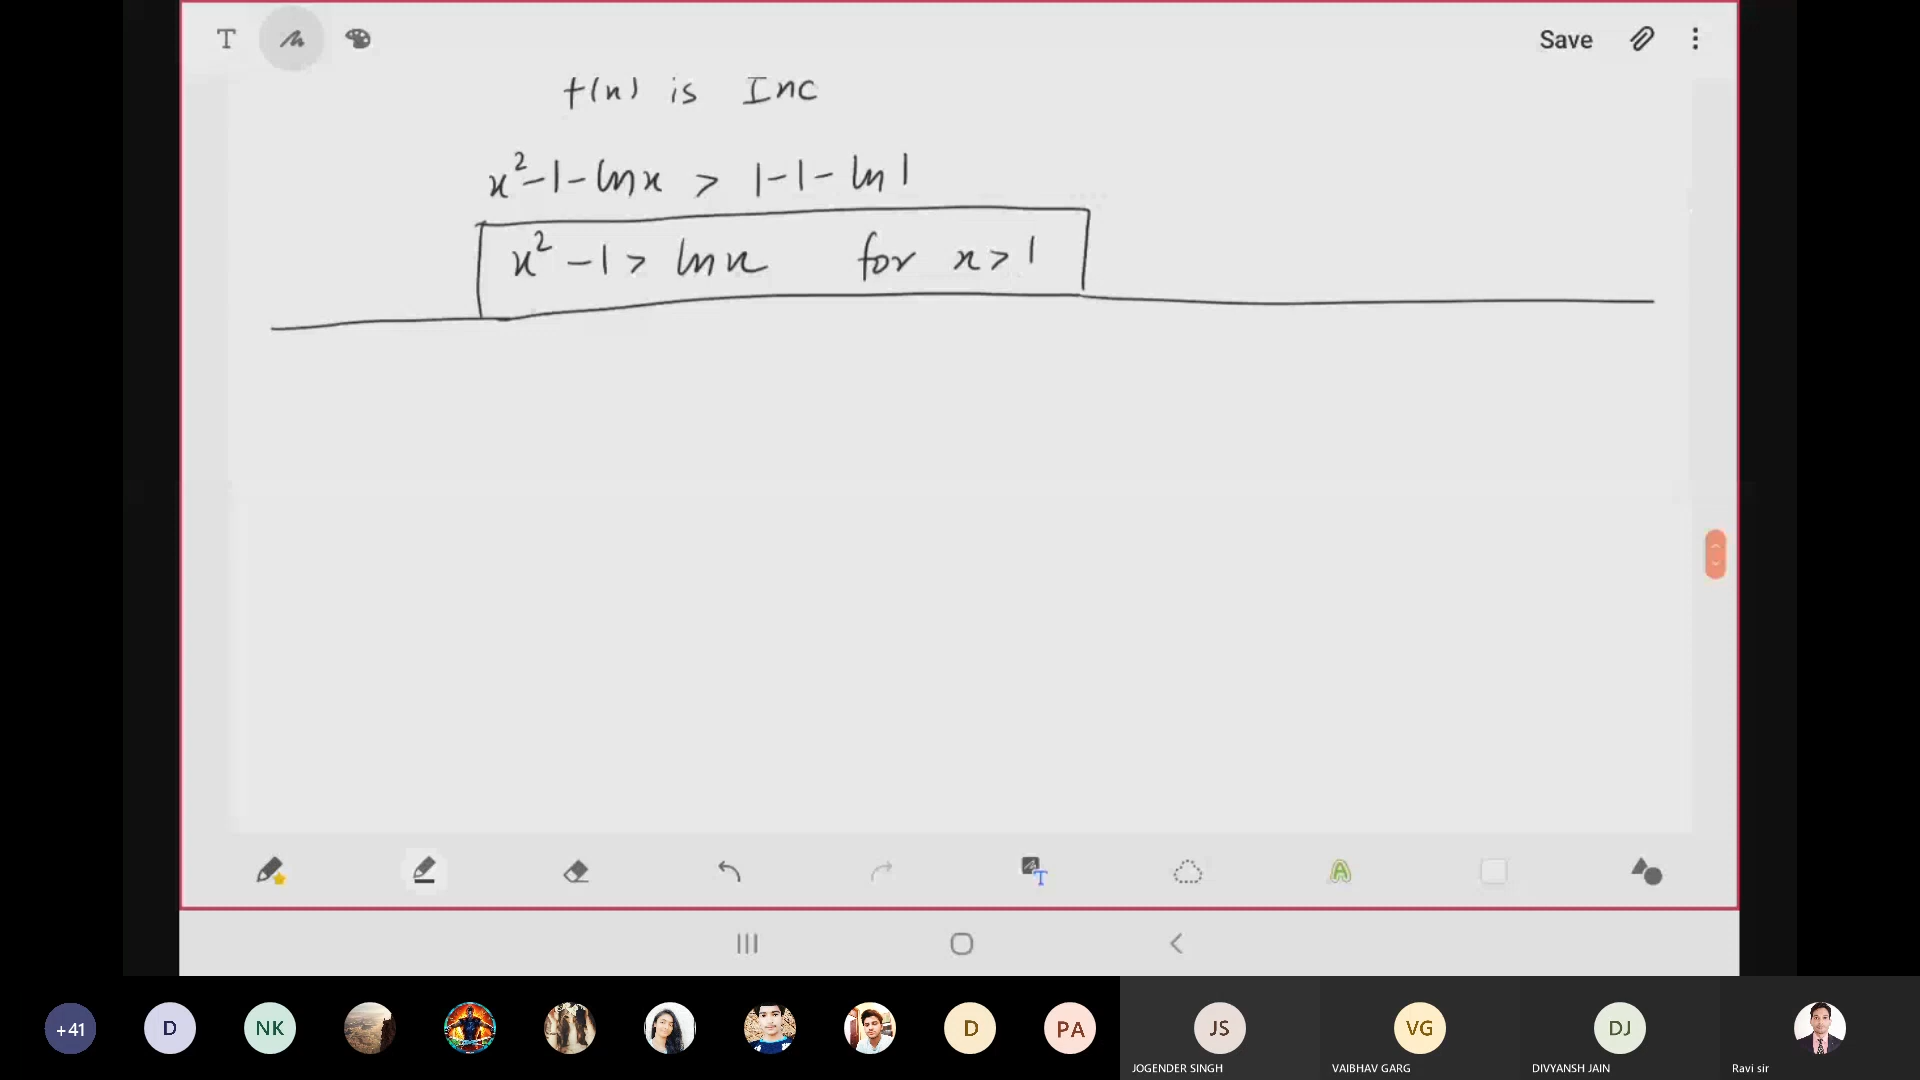 T
Save
f(x) is Inc
x²-1-lnx > 1-1-ln1
x²-1> lnx for x>1
T
A
+41
D
NK
D
PA
JS
VG
DJ
JOGENDER SINGH
VAIBHAV GARG
DIVYANSH JAIN
Ravi sir